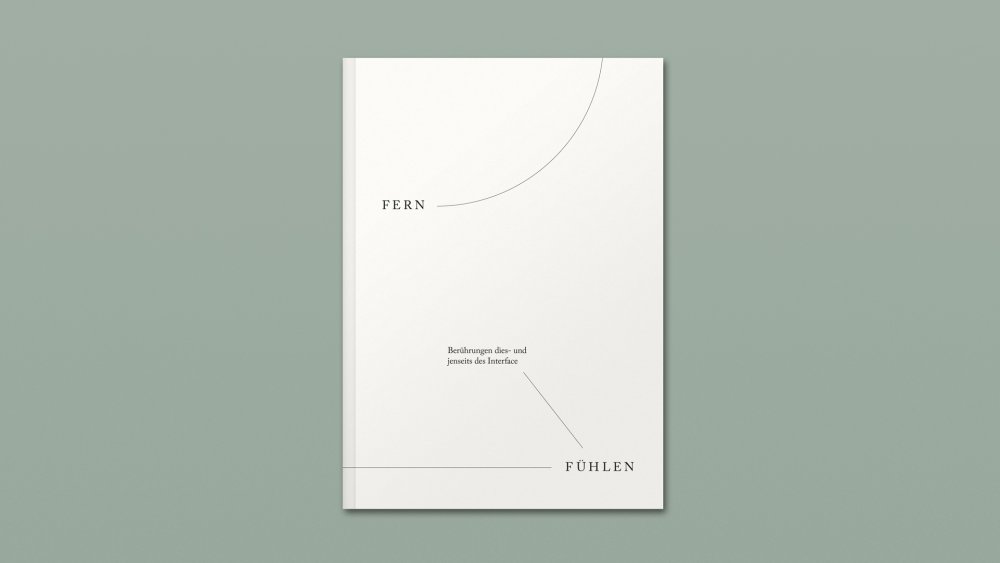 FERN
Berührungen dies- und
jenseits des Interface
FÜHLEN